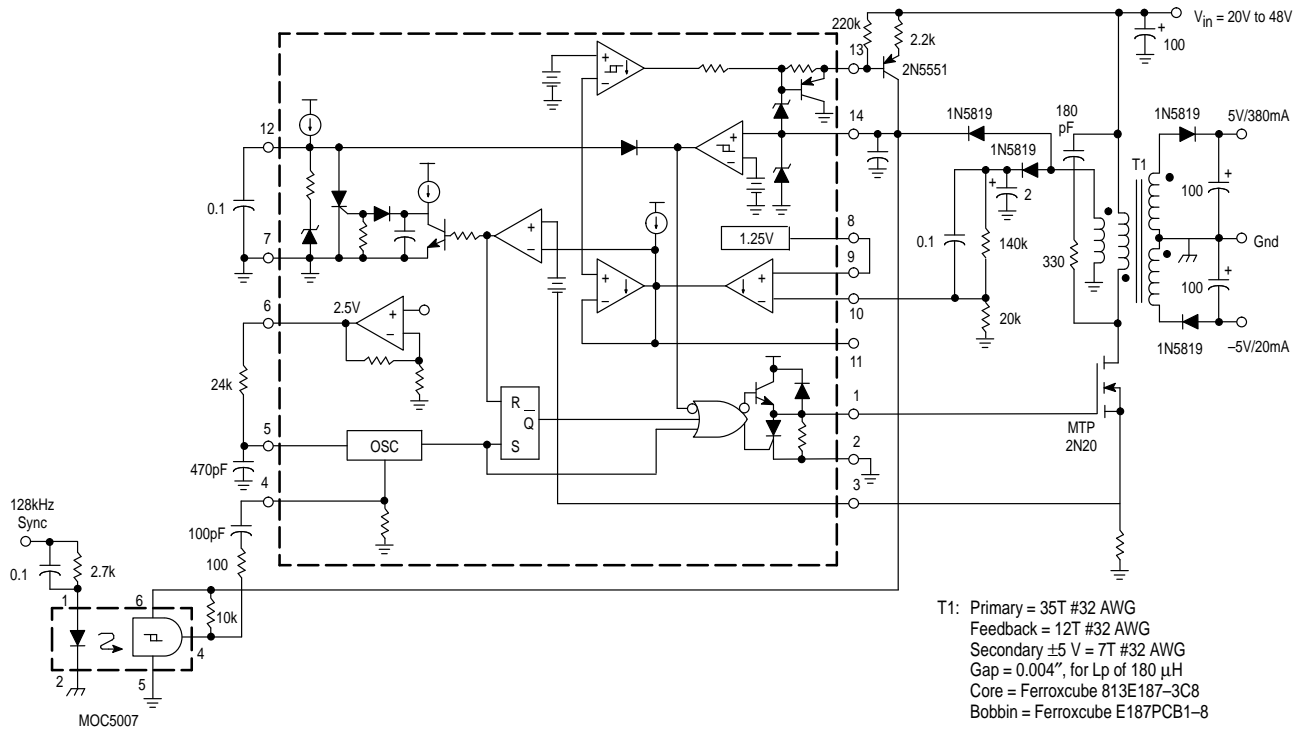 220k
2.2k
V_in = 20V to 48V
100
+
13
2N5551
14
12
0.1
7
6
2.5V
24k
5
470pF
4
OSC
R
Q̅
S
1.25V
8
9
10
11
1
2
3
1N5819
180
pF
1N5819
2
+
0.1
140k
330
20k
T1
1N5819
5V/380mA
100
+
Gnd
100
+
1N5819
–5V/20mA
MTP
2N20
128kHz
Sync
0.1
2.7k
100pF
100
10k
1
6
4
2
5
MOC5007
+
–
+
–
+
–
+
–
+
–
+
–
T1: Primary = 35T #32 AWG
Feedback = 12T #32 AWG
Secondary ±5 V = 7T #32 AWG
Gap = 0.004″, for Lp of 180 μH
Core = Ferroxcube 813E187–3C8
Bobbin = Ferroxcube E187PCB1–8